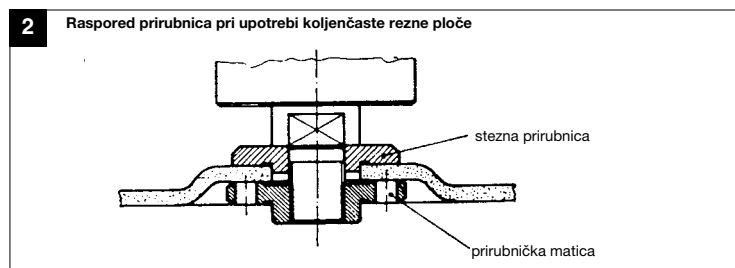 2
Raspored prirubnica pri upotrebi koljenčaste rezne ploče
stezna prirubnica
prirubnička matica